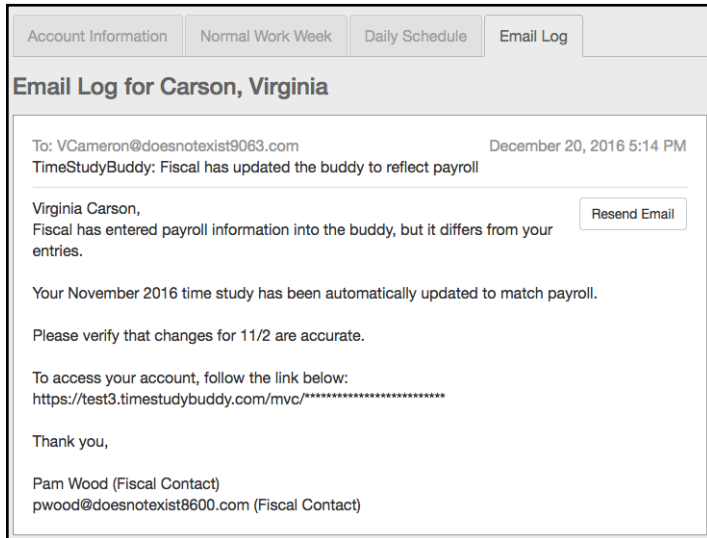 Account Information Normal Work Week Daily Schedule Email Log
Email Log for Carson, Virginia
To: VCameron@doesnotexist9063.com December 20, 2016 5:14 PM
TimeStudyBuddy: Fiscal has updated the buddy to reflect payroll
Virginia Carson, Resend Email
Fiscal has entered payroll information into the buddy, but it differs from your
entries.
Your November 2016 time study has been automatically updated to match payroll.
Please verify that changes for 11/2 are accurate.
To access your account, follow the link below:
https://test3.timestudybuddy.com/mvc/**************************
Thank you,
Pam Wood (Fiscal Contact)
pwood@doesnotexist8600.com (Fiscal Contact)